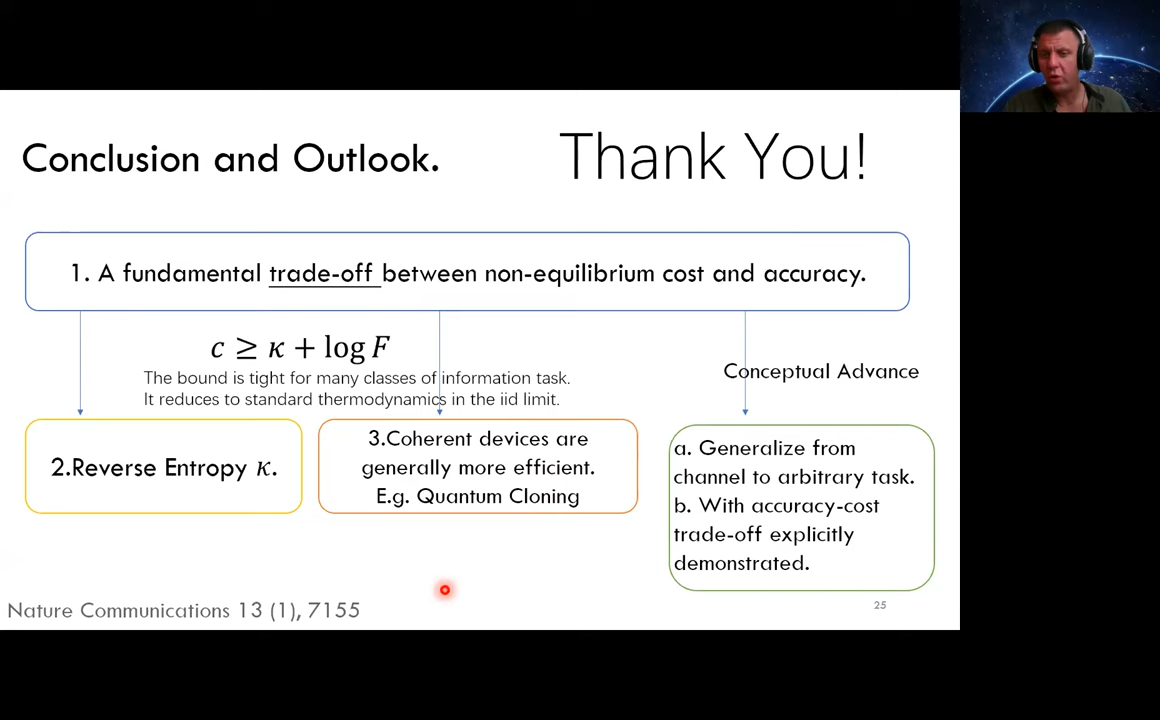 Conclusion and Outlook.
Thank You!
1. A fundamental trade-off between non-equilibrium cost and accuracy.
c ≥ κ + log F
The bound is tight for many classes of information task.
It reduces to standard thermodynamics in the iid limit.
Conceptual Advance
2.Reverse Entropy κ.
3.Coherent devices are
generally more efficient.
E.g. Quantum Cloning
a. Generalize from
channel to arbitrary task.
b. With accuracy-cost
trade-off explicitly
demonstrated.
Nature Communications 13 (1), 7155
25